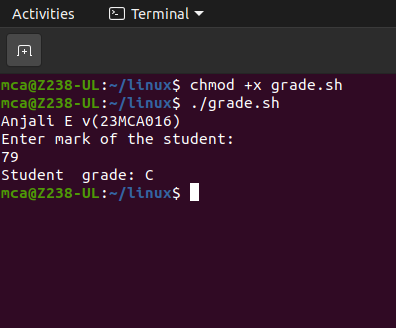 Activities Terminal
mca@Z238-UL:~/linux$ chmod +x grade.sh
mca@Z238-UL:~/linux$ ./grade.sh
Anjali E v(23MCA016)
Enter mark of the student:
79
Student  grade: C
mca@Z238-UL:~/linux$